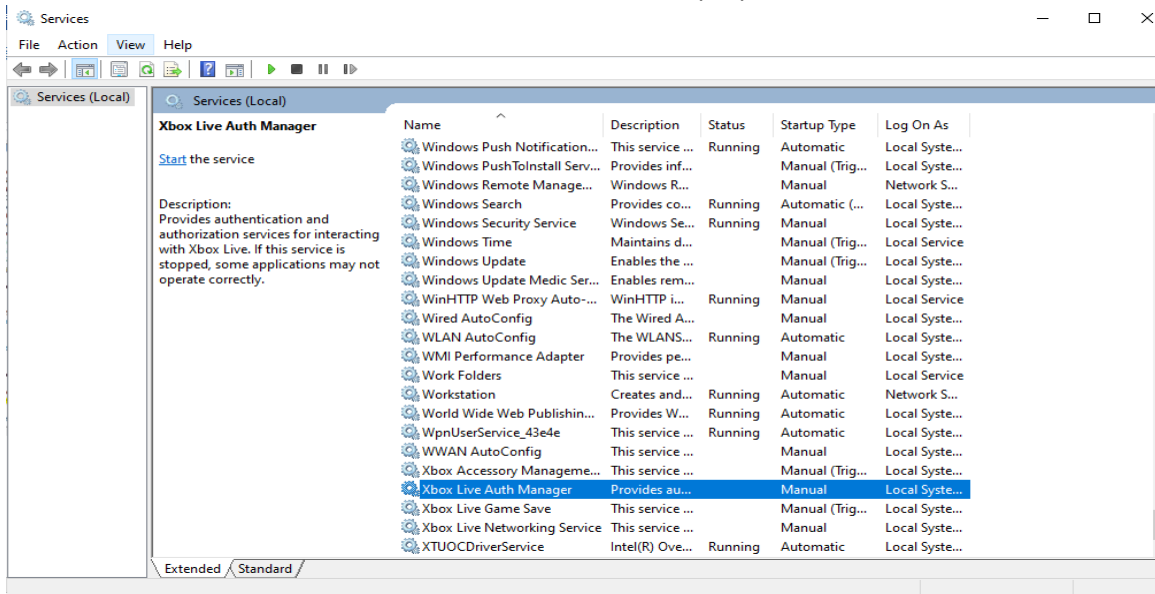 Services
File Action View Help
Services (Local)
Services (Local)
Xbox Live Auth Manager
Start the service
Description:
Provides authentication and
authorization services for interacting
with Xbox Live. If this service is
stopped, some applications may not
operate correctly.
Name Description Status Startup Type Log On As
Windows Push Notification... This service ... Running Automatic Local Syste...
Windows PushToInstall Serv... Provides inf... Manual (Trig... Local Syste...
Windows Remote Manage... Windows R... Manual Network S...
Windows Search Provides co... Running Automatic (... Local Syste...
Windows Security Service Windows Se... Running Manual Local Syste...
Windows Time Maintains d... Manual (Trig... Local Service
Windows Update Enables the ... Manual (Trig... Local Syste...
Windows Update Medic Ser... Enables rem... Manual Local Syste...
WinHTTP Web Proxy Auto-... WinHTTP i... Running Manual Local Service
Wired AutoConfig The Wired A... Manual Local Syste...
WLAN AutoConfig The WLANS... Running Automatic Local Syste...
WMI Performance Adapter Provides pe... Manual Local Syste...
Work Folders This service ... Manual Local Service
Workstation Creates and... Running Automatic Network S...
World Wide Web Publishin... Provides W... Running Automatic Local Syste...
WpnUserService_43e4e This service ... Running Automatic Local Syste...
WWAN AutoConfig This service ... Manual Local Syste...
Xbox Accessory Manageme... This service ... Manual (Trig... Local Syste...
Xbox Live Auth Manager Provides au... Manual Local Syste...
Xbox Live Game Save This service ... Manual (Trig... Local Syste...
Xbox Live Networking Service This service ... Manual Local Syste...
XTUOCDriverService Intel(R) Ove... Running Automatic Local Syste...
Extended Standard